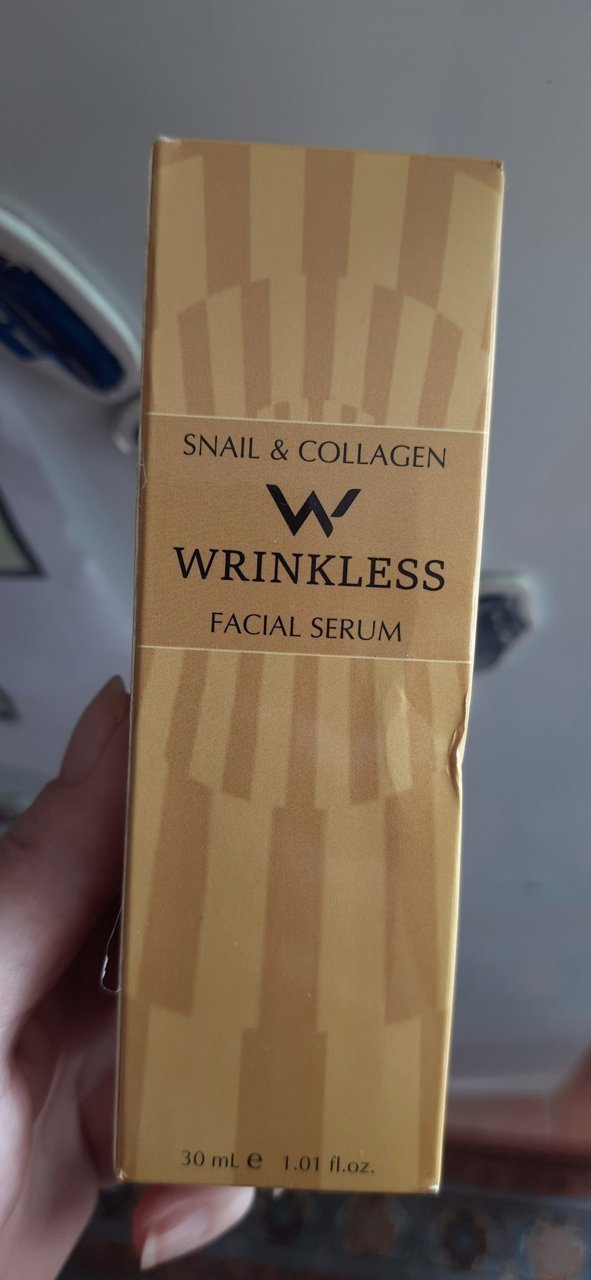 SNAIL & COLLAGEN
W
WRINKLESS
FACIAL SERUM
30 mL ℮ 1.01 fl.oz.